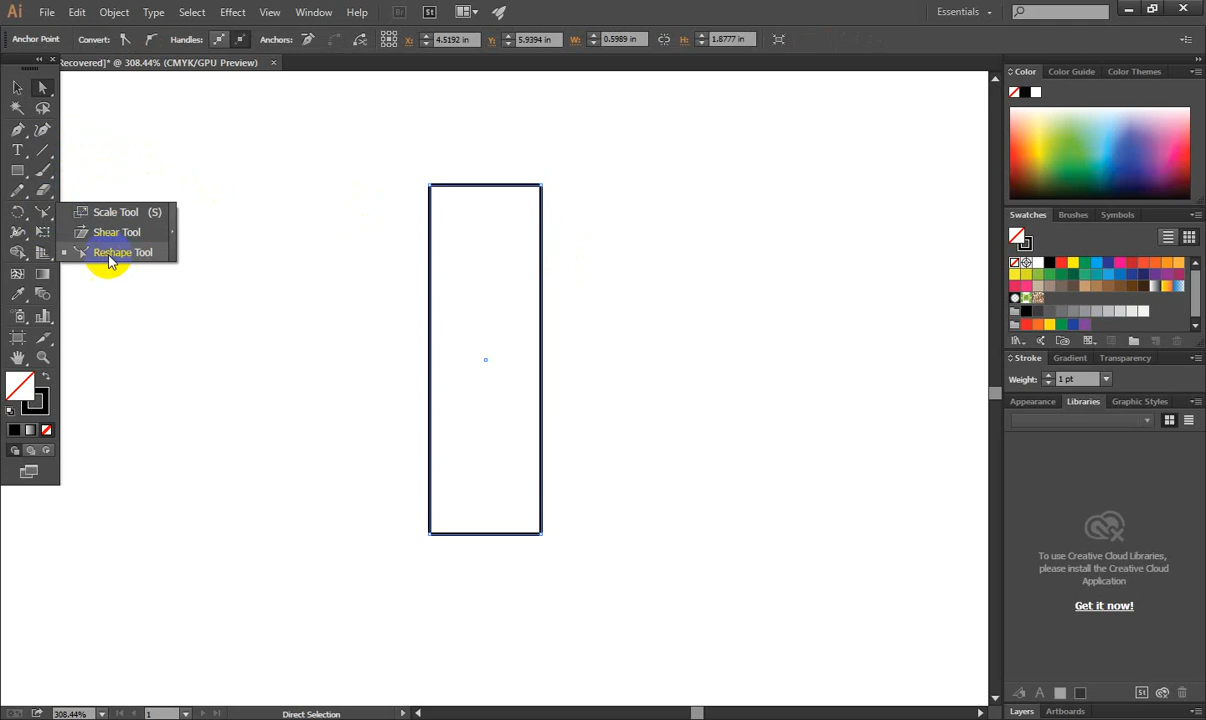 Ai File Edit Object Type Select Effect View Window Help Br St Essentials
Anchor Point Convert: Handles: Anchors: X: 4.5192 in Y: 5.9394 in W: 0.5989 in H: 1.8777 in
Recovered]* @ 308.44% (CMYK/GPU Preview)
Color Color Guide Color Themes
Scale Tool (S)
Shear Tool
Reshape Tool
Swatches Brushes Symbols
Stroke Gradient Transparency
Weight: 1 pt
Appearance Libraries Graphic Styles
To use Creative Cloud Libraries,
please install the Creative Cloud
Application
Get it now!
St
308.44% 1 Direct Selection
Layers Artboards